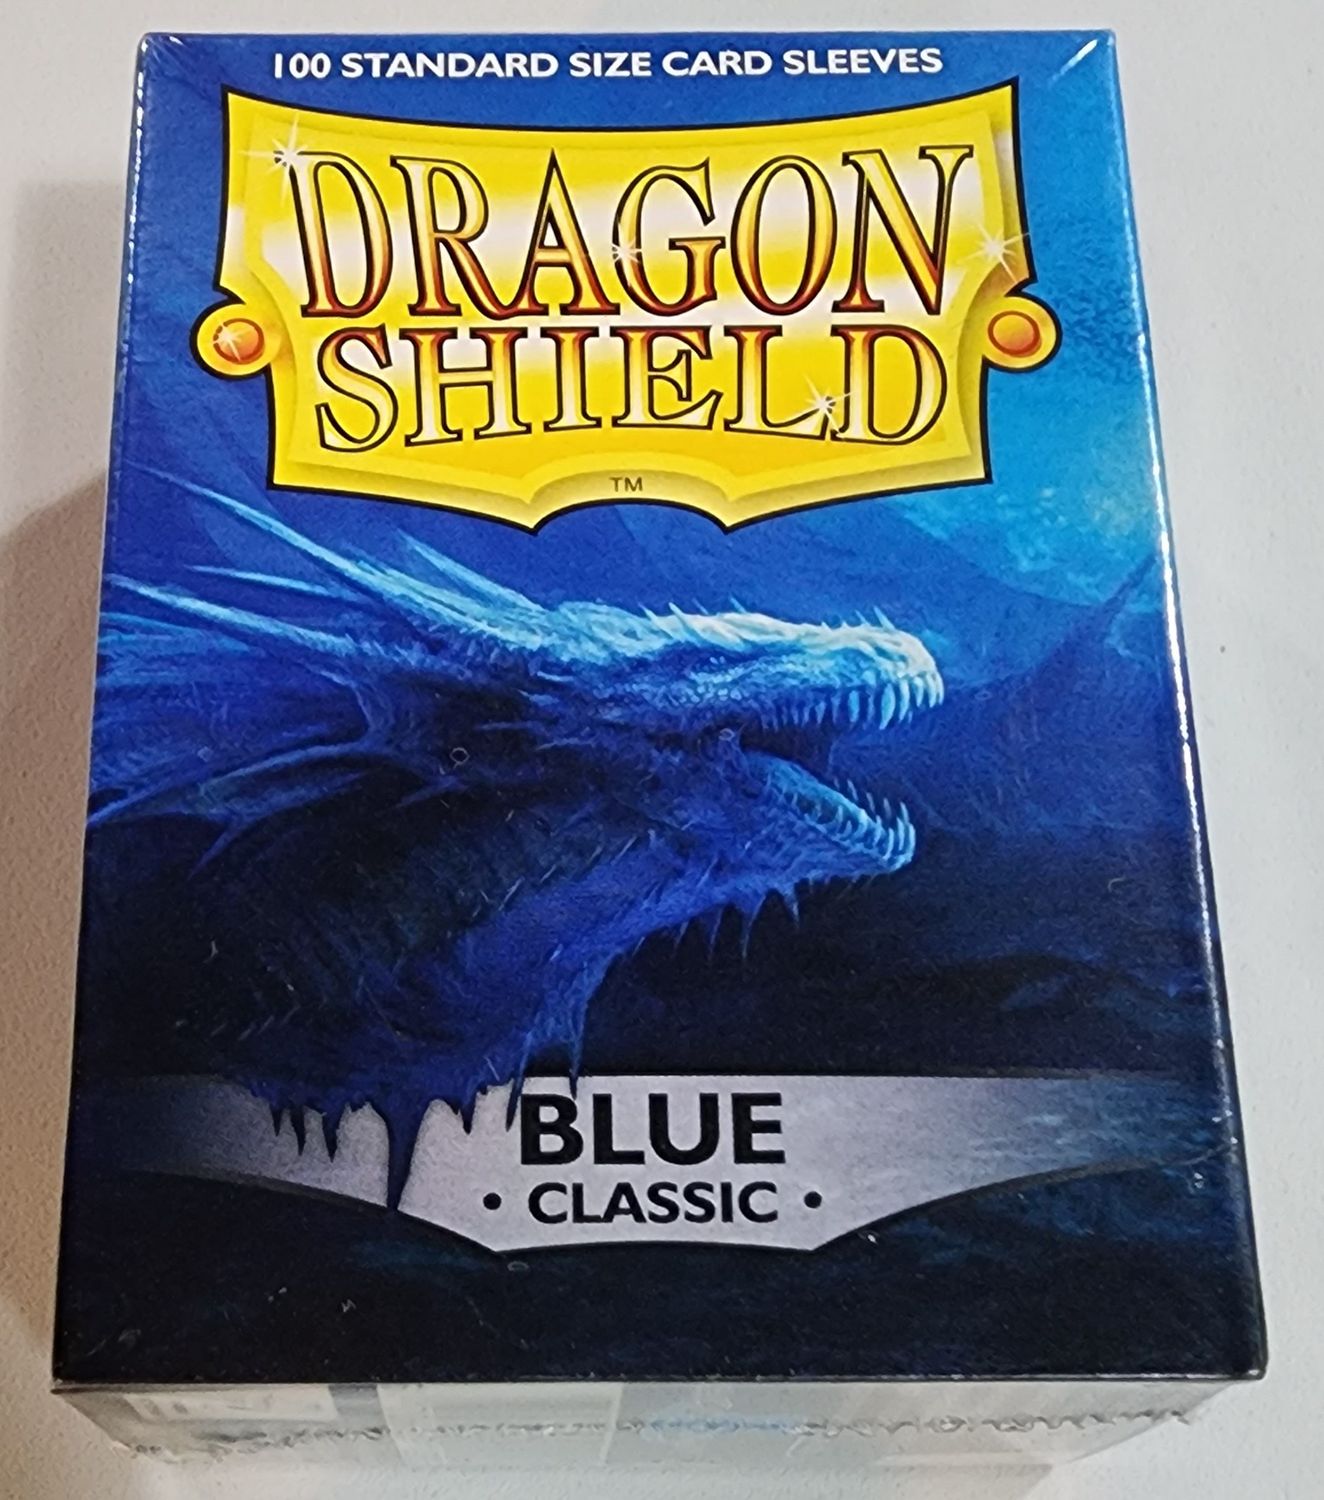 100 STANDARD SIZE CARD SLEEVES
DRAGON
SHIELD
TM
BLUE
• CLASSIC •